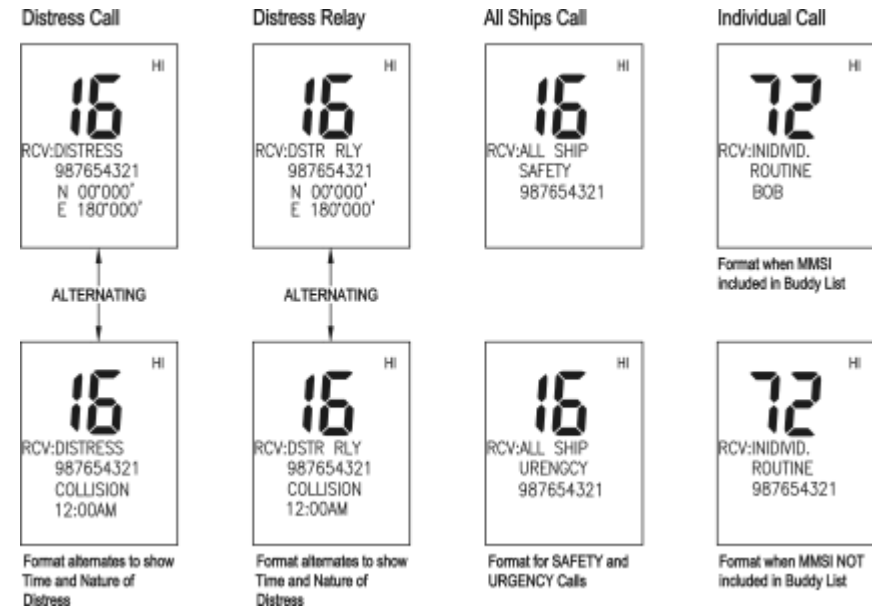 Distress Call
Distress Relay
All Ships Call
Individual Call
HI
16
RCV:DISTRESS
987654321
N 00°000'
E 180°000'
HI
16
RCV:DSTR RLY
987654321
N 00°000'
E 180°000'
HI
16
RCV:ALL SHIP
SAFETY
987654321
HI
72
RCV:INIDIVID.
ROUTINE
BOB
Format when MMSI
included in Buddy List
ALTERNATING
ALTERNATING
HI
16
RCV:DISTRESS
987654321
COLLISION
12:00AM
Format alternates to show
Time and Nature of
Distress
HI
16
RCV:DSTR RLY
987654321
COLLISION
12:00AM
Format alternates to show
Time and Nature of
Distress
HI
16
RCV:ALL SHIP
URENGCY
987654321
Format for SAFETY and
URGENCY Calls
HI
72
RCV:INIDIVID.
ROUTINE
987654321
Format when MMSI NOT
included in Buddy List